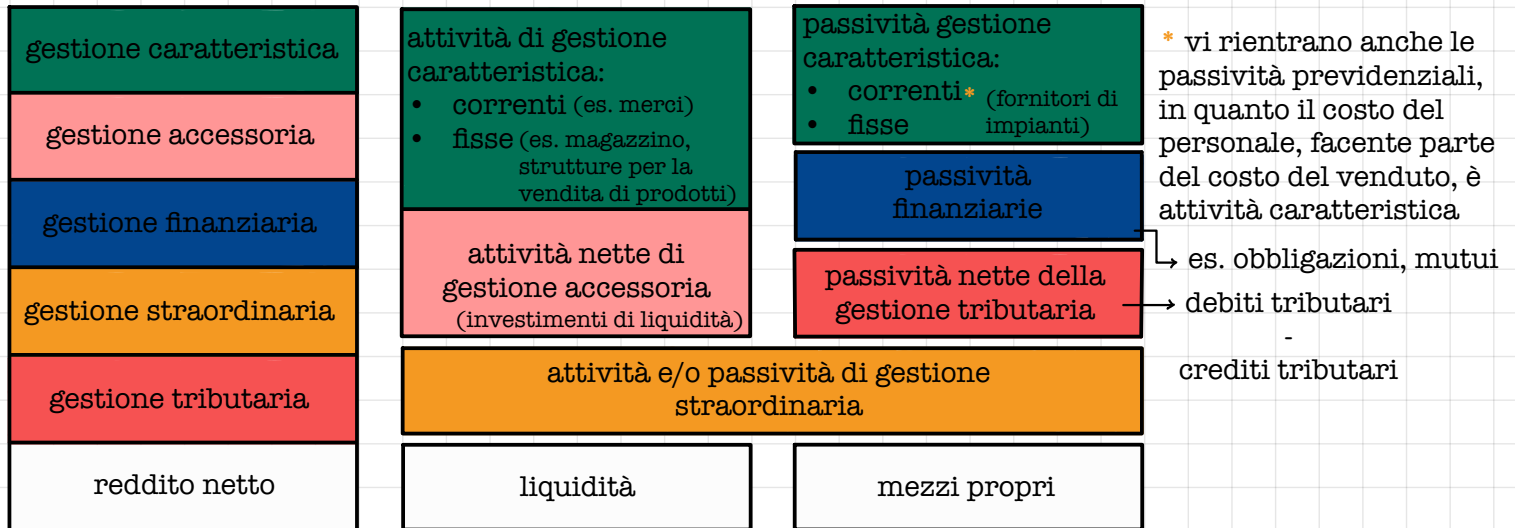 gestione caratteristica
gestione accessoria
gestione finanziaria
gestione straordinaria
gestione tributaria
reddito netto
attività di gestione
caratteristica:
• correnti (es. merci)
• fisse (es. magazzino,
strutture per la
vendita di prodotti)
attività nette di
gestione accessoria
(investimenti di liquidità)
passività gestione
caratteristica:
• correnti* (fornitori di
• fisse impianti)
passività
finanziarie
passività nette della
gestione tributaria
attività e/o passività di gestione
straordinaria
liquidità
mezzi propri
* vi rientrano anche le
passività previdenziali,
in quanto il costo del
personale, facente parte
del costo del venduto, è
attività caratteristica
es. obbligazioni, mutui
debiti tributari
-
crediti tributari